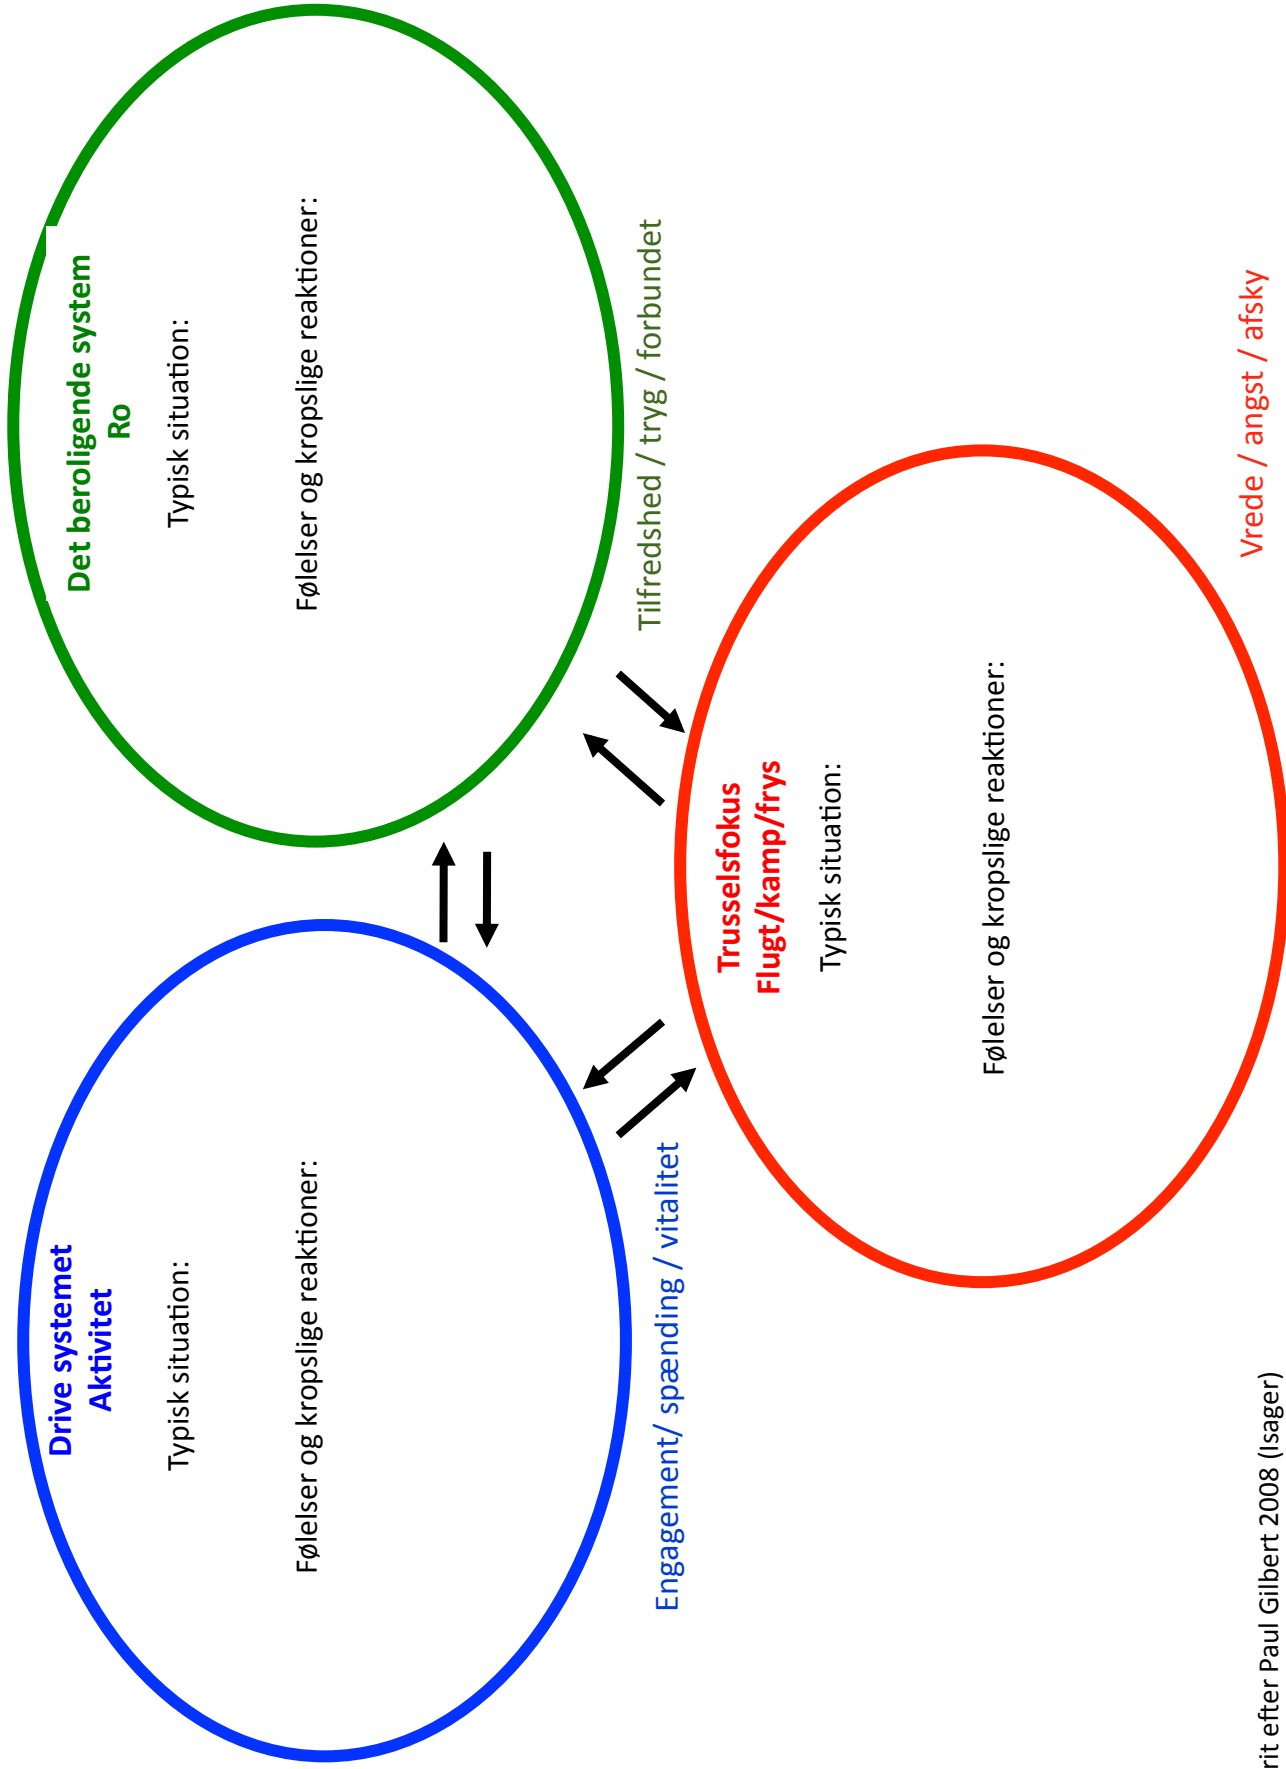 Drive systemet
Aktivitet
Typisk situation:
Følelser og kropslige reaktioner:
Engagement/ spænding / vitalitet
Det beroligende system
Ro
Typisk situation:
Følelser og kropslige reaktioner:
Tilfredshed / tryg / forbundet
Trusselsfokus
Flugt/kamp/frys
Typisk situation:
Følelser og kropslige reaktioner:
Vrede / angst / afsky
rit efter Paul Gilbert 2008 (Isager)